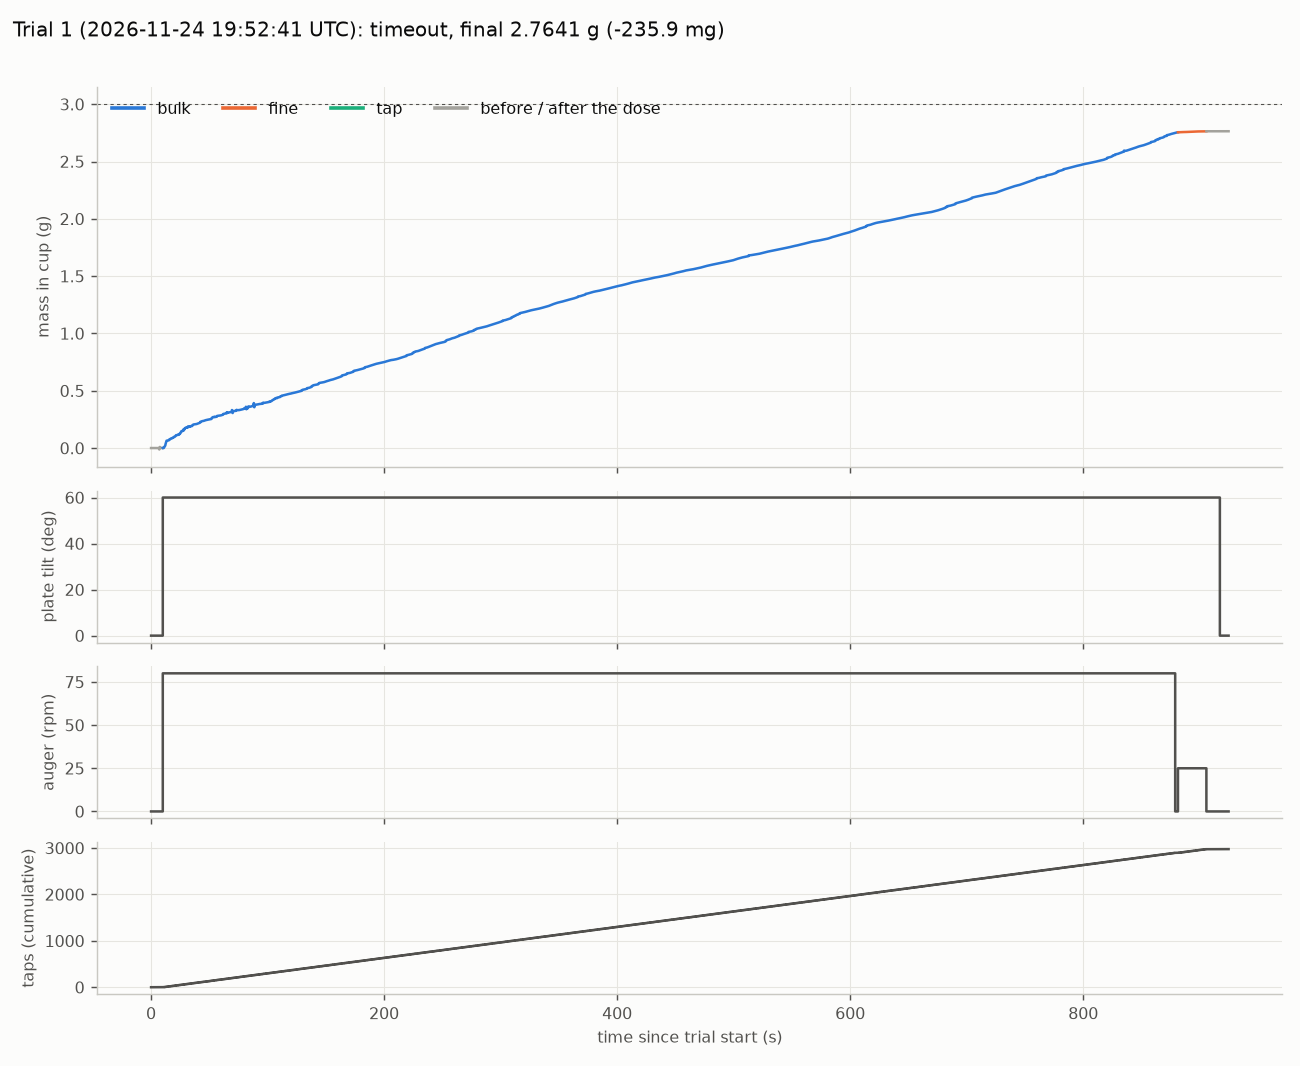 Trial 1 (2026-11-24 19:52:41 UTC): timeout, final 2.7641 g (-235.9 mg)
bulk fine tap before / after the dose
mass in cup (g)
3.0
2.5
2.0
1.5
1.0
0.5
0.0
plate tilt (deg)
60
40
20
0
auger (rpm)
75
50
25
0
taps (cumulative)
3000
2000
1000
0
0 200 400 600 800
time since trial start (s)